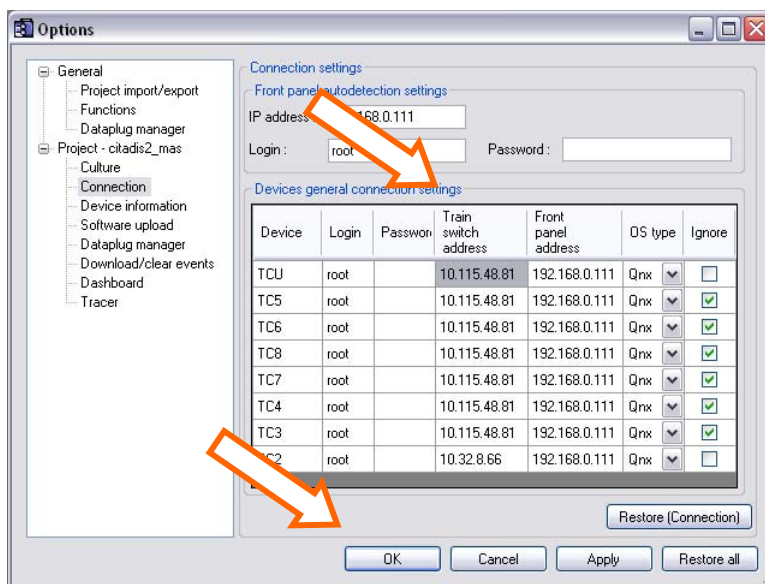 Options
General
Project import/export
Functions
Dataplug manager
Project - citadis2_mas
Culture
Connection
Device information
Software upload
Dataplug manager
Download/clear events
Dashboard
Tracer
Connection settings
Front panel autodetection settings
IP address 68.0.111
Login : root Password :
Devices general connection settings
Device Login Passwor Train switch address Front panel address OS type Ignore
TCU root 10.115.48.81 192.168.0.111 Qnx
TC5 root 10.115.48.81 192.168.0.111 Qnx
TC6 root 10.115.48.81 192.168.0.111 Qnx
TC8 root 10.115.48.81 192.168.0.111 Qnx
TC7 root 10.115.48.81 192.168.0.111 Qnx
TC4 root 10.115.48.81 192.168.0.111 Qnx
TC3 root 10.115.48.81 192.168.0.111 Qnx
TC2 root 10.32.8.66 192.168.0.111 Qnx
Restore (Connection)
OK Cancel Apply Restore all